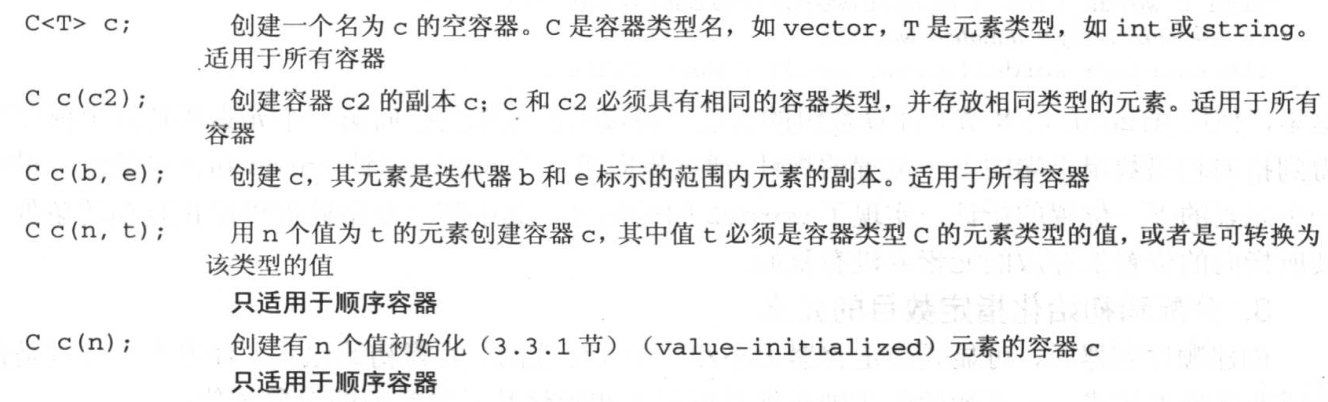 C<T> c; 创建一个名为 c 的空容器。C 是容器类型名，如 vector，T 是元素类型，如 int 或 string。
适用于所有容器
C c(c2); 创建容器 c2 的副本 c；c 和 c2 必须具有相同的容器类型，并存放相同类型的元素。适用于所有
容器
C c(b, e); 创建 c，其元素是迭代器 b 和 e 标示的范围内元素的副本。适用于所有容器
C c(n, t); 用 n 个值为 t 的元素创建容器 c，其中值 t 必须是容器类型 C 的元素类型的值，或者是可转换为
该类型的值
只适用于顺序容器
C c(n); 创建有 n 个值初始化（3.3.1 节）（value-initialized）元素的容器 c
只适用于顺序容器